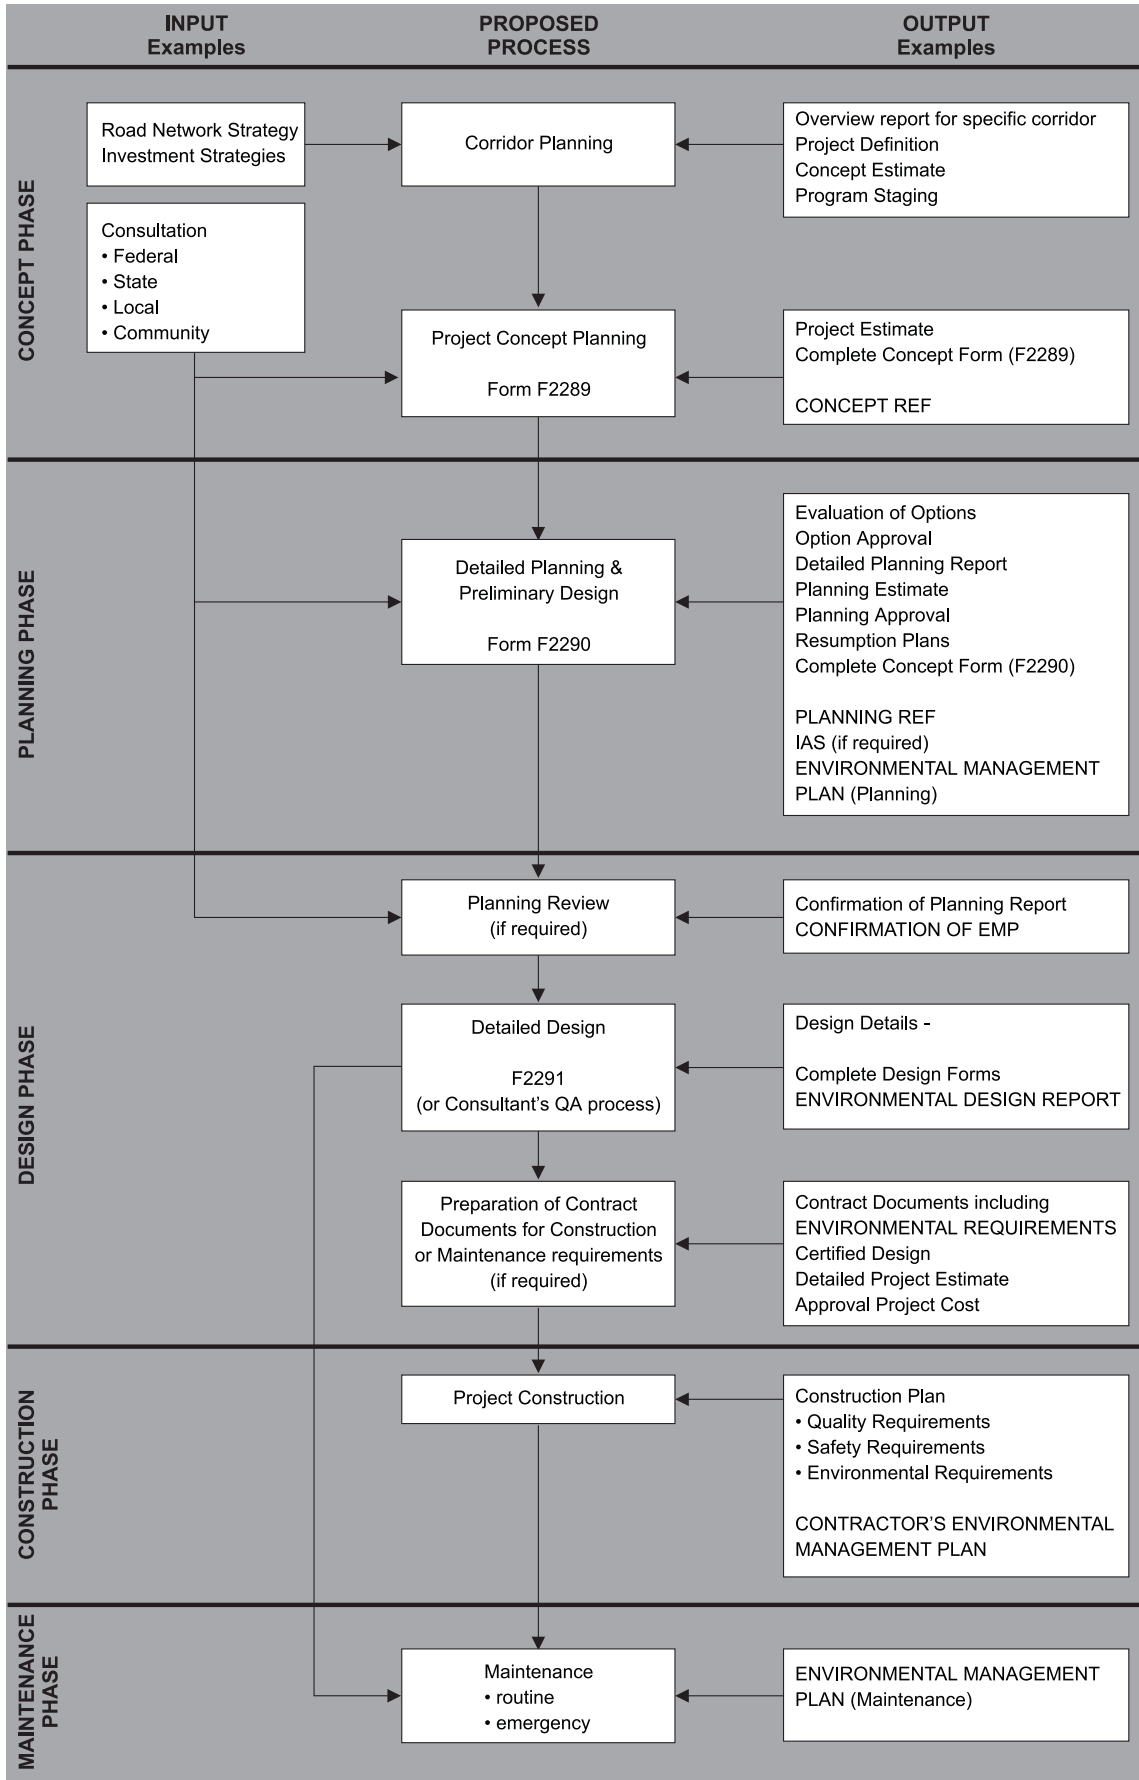 INPUT
Examples
PROPOSED
PROCESS
OUTPUT
Examples
CONCEPT PHASE
Road Network Strategy
Investment Strategies
Corridor Planning
Overview report for specific corridor
Project Definition
Concept Estimate
Program Staging
Consultation
• Federal
• State
• Local
• Community
Project Concept Planning
Form F2289
Project Estimate
Complete Concept Form (F2289)
CONCEPT REF
PLANNING PHASE
Detailed Planning &
Preliminary Design
Form F2290
Evaluation of Options
Option Approval
Detailed Planning Report
Planning Estimate
Planning Approval
Resumption Plans
Complete Concept Form (F2290)
PLANNING REF
IAS (if required)
ENVIRONMENTAL MANAGEMENT
PLAN (Planning)
DESIGN PHASE
Planning Review
(if required)
Confirmation of Planning Report
CONFIRMATION OF EMP
Detailed Design
F2291
(or Consultant's QA process)
Design Details -
Complete Design Forms
ENVIRONMENTAL DESIGN REPORT
Preparation of Contract
Documents for Construction
or Maintenance requirements
(if required)
Contract Documents including
ENVIRONMENTAL REQUIREMENTS
Certified Design
Detailed Project Estimate
Approval Project Cost
CONSTRUCTION
PHASE
Project Construction
Construction Plan
• Quality Requirements
• Safety Requirements
• Environmental Requirements
CONTRACTOR'S ENVIRONMENTAL
MANAGEMENT PLAN
MAINTENANCE
PHASE
Maintenance
• routine
• emergency
ENVIRONMENTAL MANAGEMENT
PLAN (Maintenance)